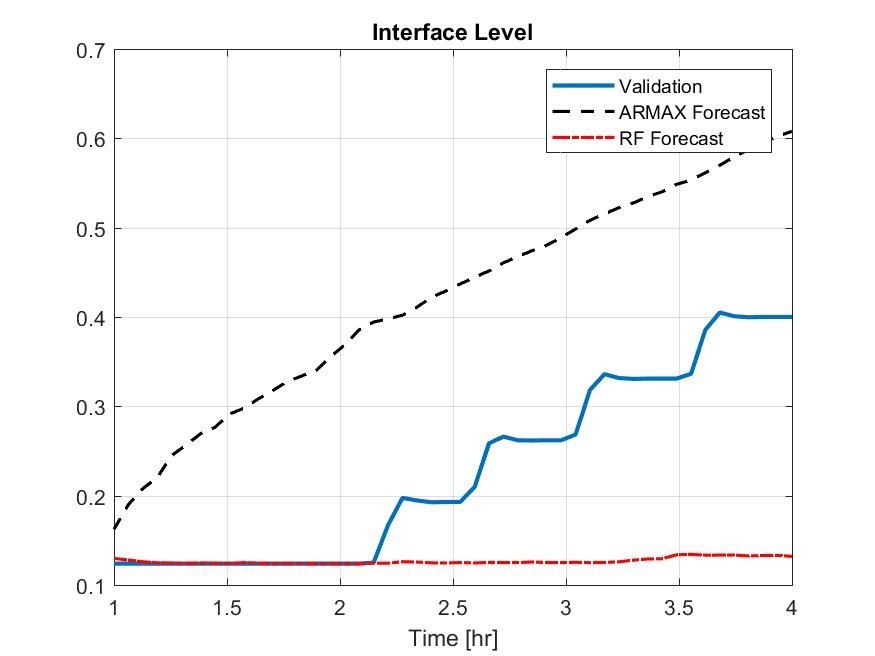 Interface Level
0.7
0.6
0.5
0.4
0.3
0.2
0.1
Validation
ARMAX Forecast
RF Forecast
1
1.5
2
2.5
3
3.5
4
Time [hr]